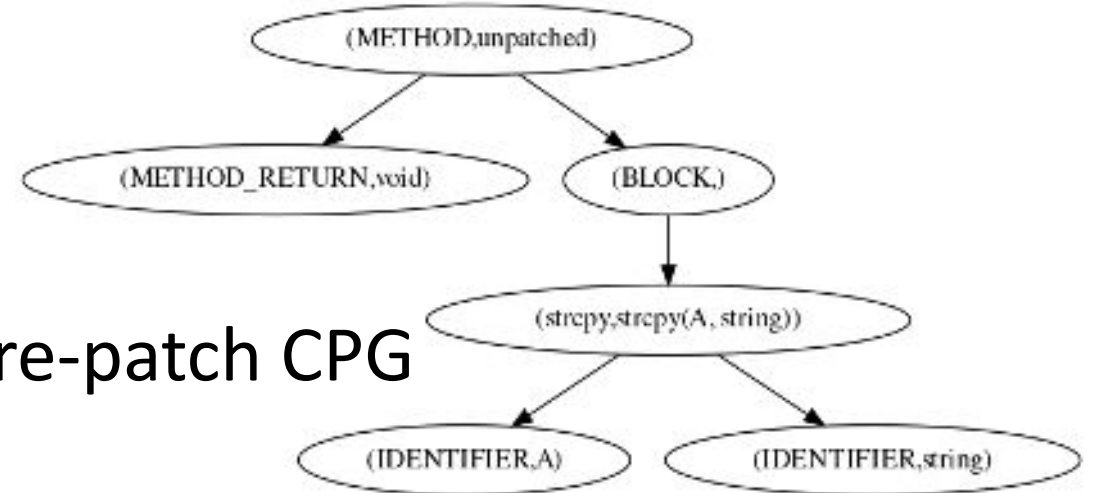 (METHOD,unpatched)
(METHOD_RETURN,void)
(BLOCK,)
(strcpy,strcpy(A, string))
re-patch CPG
(IDENTIFIER,A)
(IDENTIFIER,string)